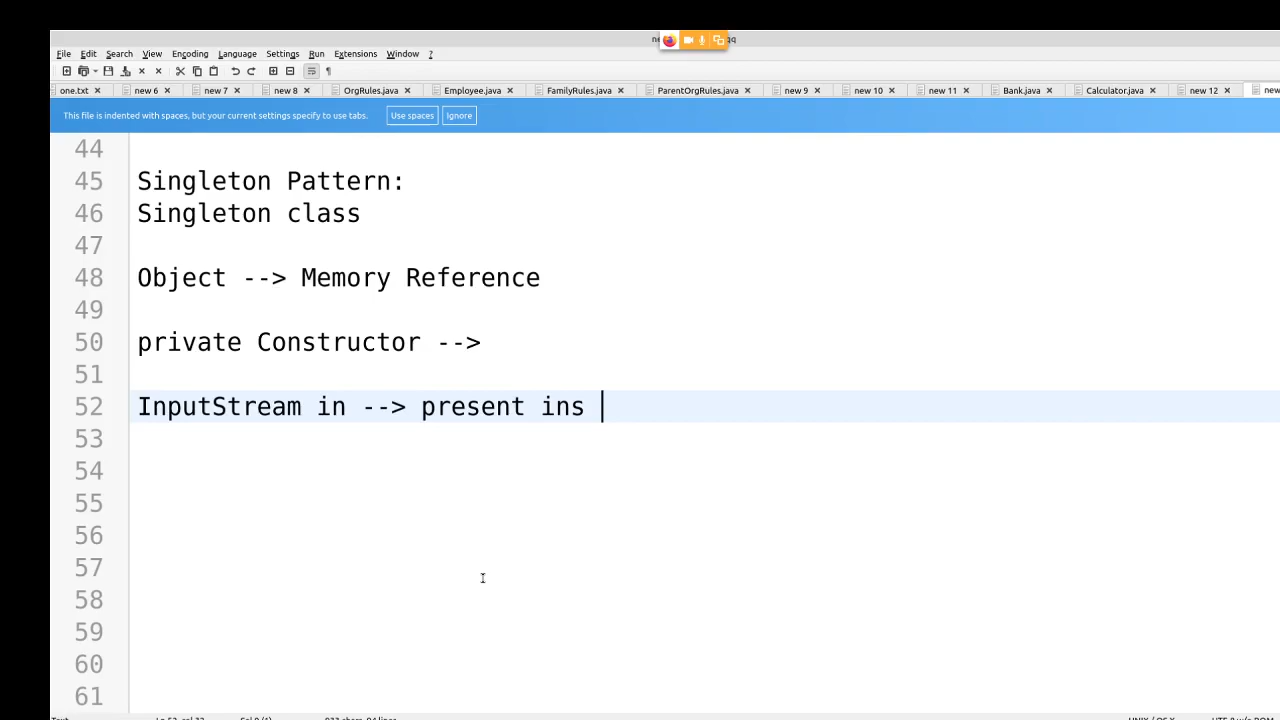 File Edit Search View Encoding Language Settings Run Extensions Window ?
one.txt new 6 new 7 new 8 OrgRules.java Employee.java FamilyRules.java ParentOrgRules.java new 9 new 10 new 11 Bank.java Calculator.java new 12 new
This file is indented with spaces, but your current settings specify to use tabs. Use spaces Ignore
44
45 Singleton Pattern:
46 Singleton class
47
48 Object --> Memory Reference
49
50 private Constructor -->
51
52 InputStream in --> present ins
53
54
55
56
57
58
59
60
61